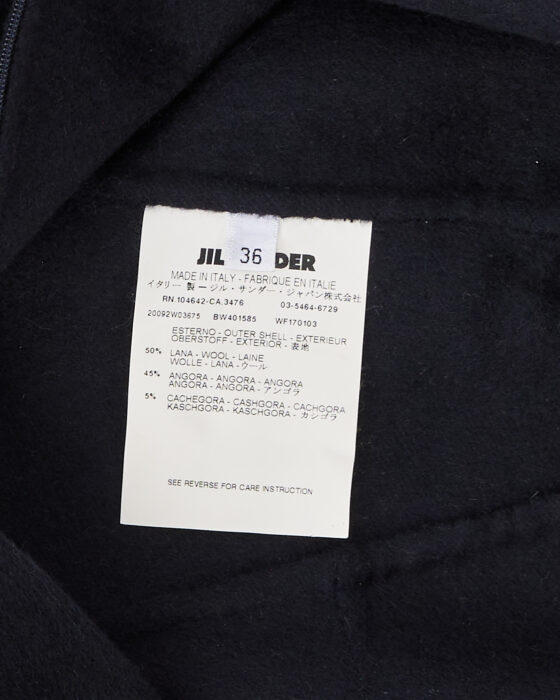 JIL 36 DER
MADE IN ITALY - FABRIQUE EN ITALIE
イタリー製 ー ジル・サンダー・ジャパン株式会社
RN.104642-CA.3476 03-5464-6729
20092W03675 BW401585 WF170103
ESTERNO - OUTER SHELL - EXTERIEUR
OBERSTOFF - EXTERIOR - 表地
50% LANA - WOOL - LAINE
WOLLE - LANA - ウール
45% ANGORA - ANGORA - ANGORA
ANGORA - ANGORA - アンゴラ
5% CACHEGORA - CASHGORA - CACHGORA
KASCHGORA - KASCHGORA - カシゴラ
SEE REVERSE FOR CARE INSTRUCTION